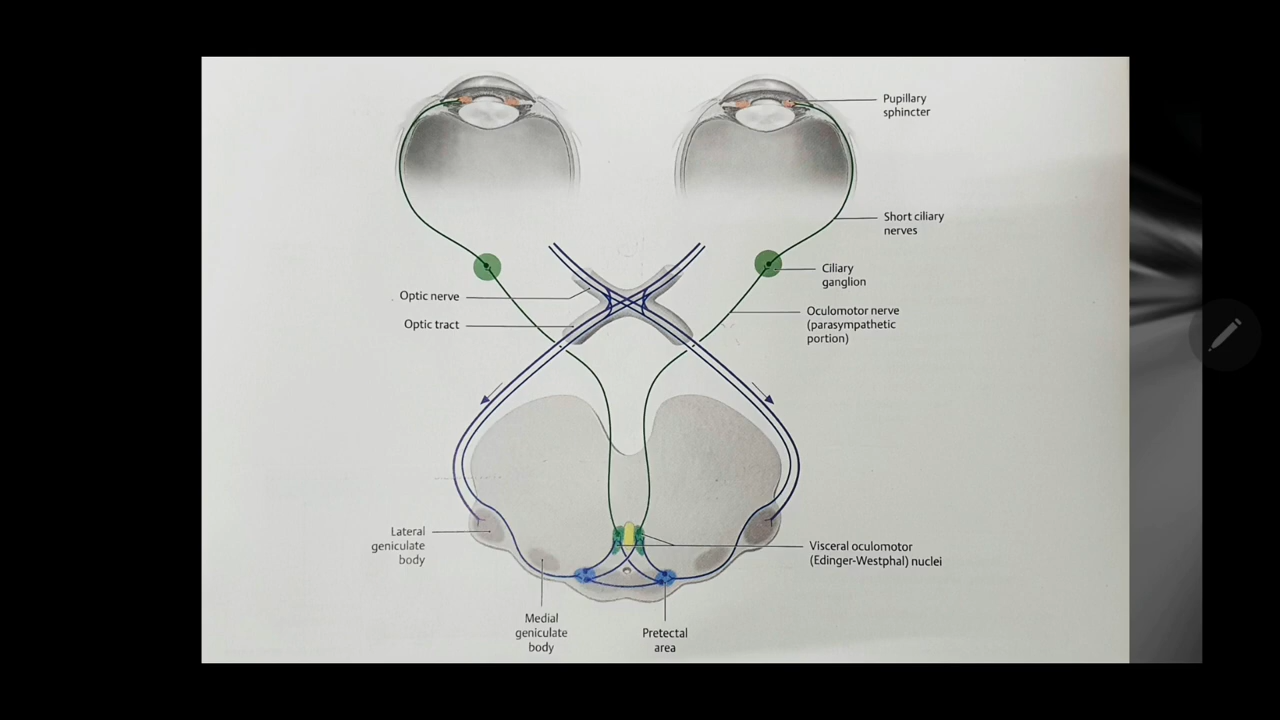 Pupillary
sphincter
Short ciliary
nerves
Ciliary
ganglion
Optic nerve
Optic tract
Oculomotor nerve
(parasympathetic
portion)
Lateral
geniculate
body
Visceral oculomotor
(Edinger-Westphal) nuclei
Medial
geniculate
body
Pretectal
area